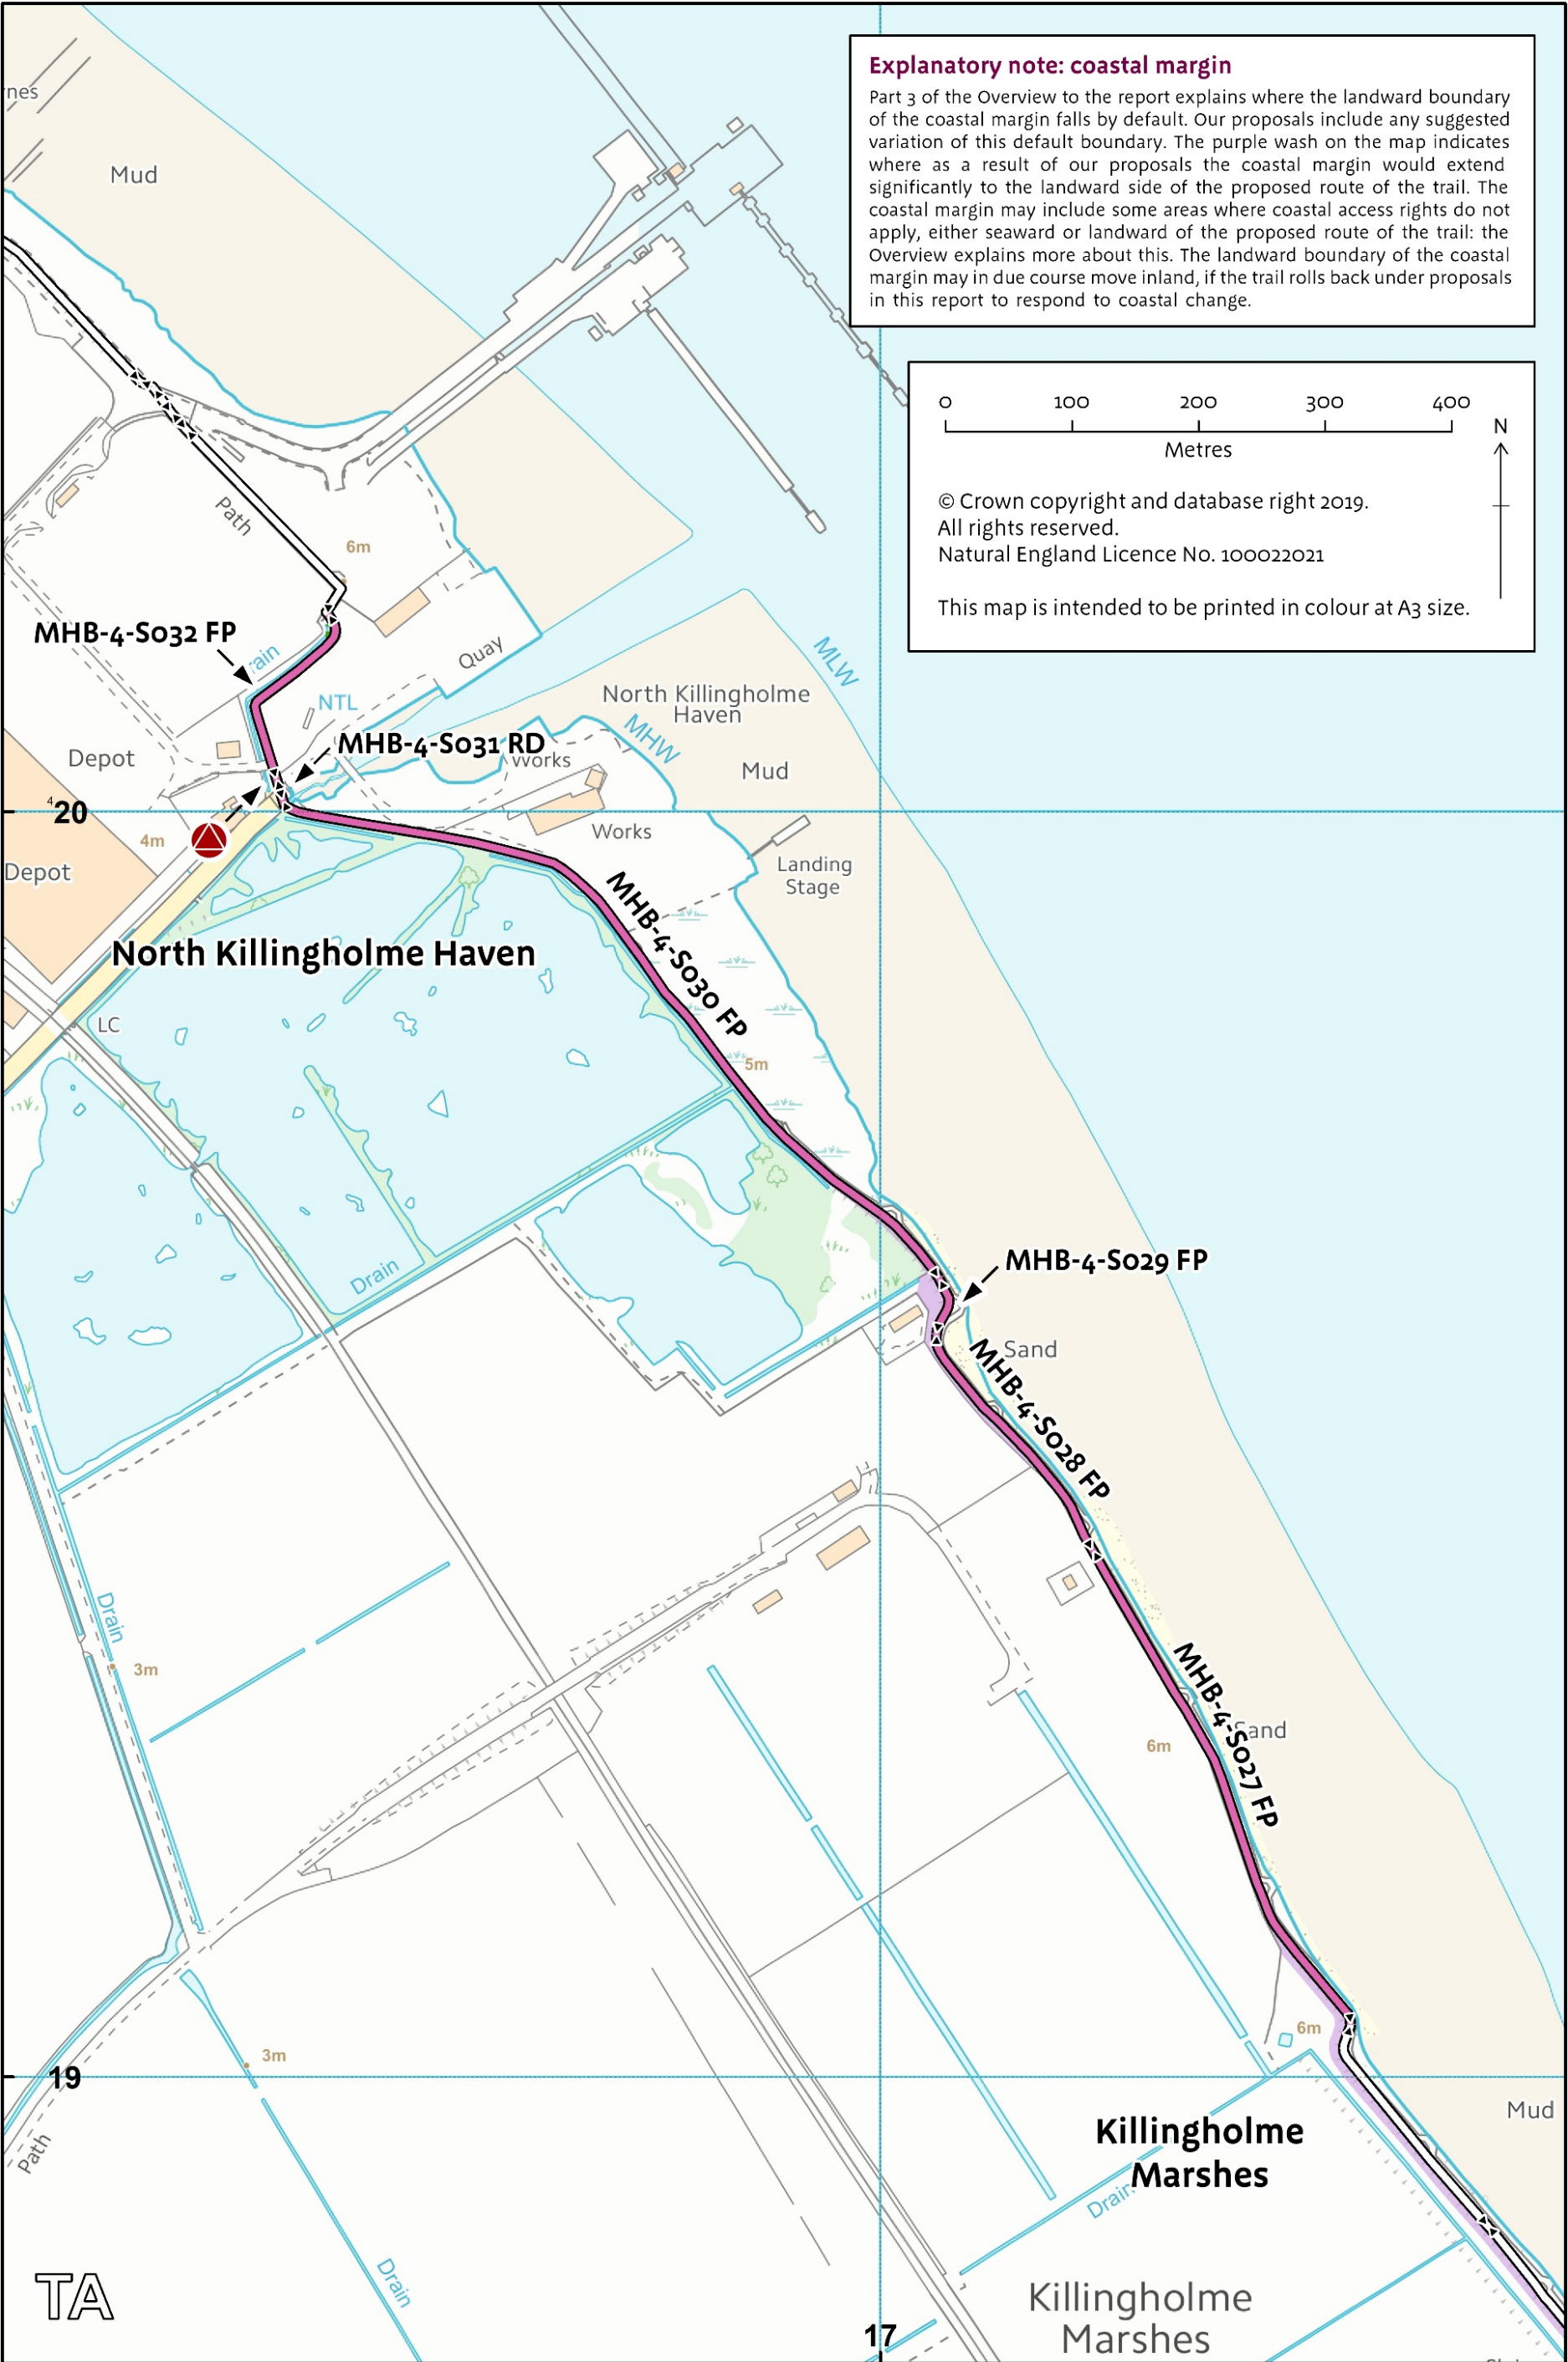 Explanatory note: coastal margin
Part 3 of the Overview to the report explains where the landward boundary
of the coastal margin falls by default. Our proposals include any suggested
variation of this default boundary. The purple wash on the map indicates
where as a result of our proposals the coastal margin would extend
significantly to the landward side of the proposed route of the trail. The
coastal margin may include some areas where coastal access rights do not
apply, either seaward or landward of the proposed route of the trail: the
Overview explains more about this. The landward boundary of the coastal
margin may in due course move inland, if the trail rolls back under proposals
in this report to respond to coastal change.
nes
Mud
0 100 200 300 400
Metres
N
© Crown copyright and database right 2019.
All rights reserved.
Natural England Licence No. 100022021
This map is intended to be printed in colour at A3 size.
Path
6m
MHB-4-S032 FP
rain
Quay
MLW
NTL
North Killingholme
Haven
MHW
MHB-4-S031 RD
Works
Depot
Mud
4
20
4m
Works
Depot
Landing
Stage
MHB-4-S030 FP
North Killingholme Haven
LC
5m
MHB-4-S029 FP
Drain
Sand
MHB-4-S028 FP
Drain
3m
MHB-4-S027 FP
Sand
6m
6m
3m
19
Path
Mud
Killingholme
Marshes
Drain
Drain
TA
Killingholme
Marshes
17